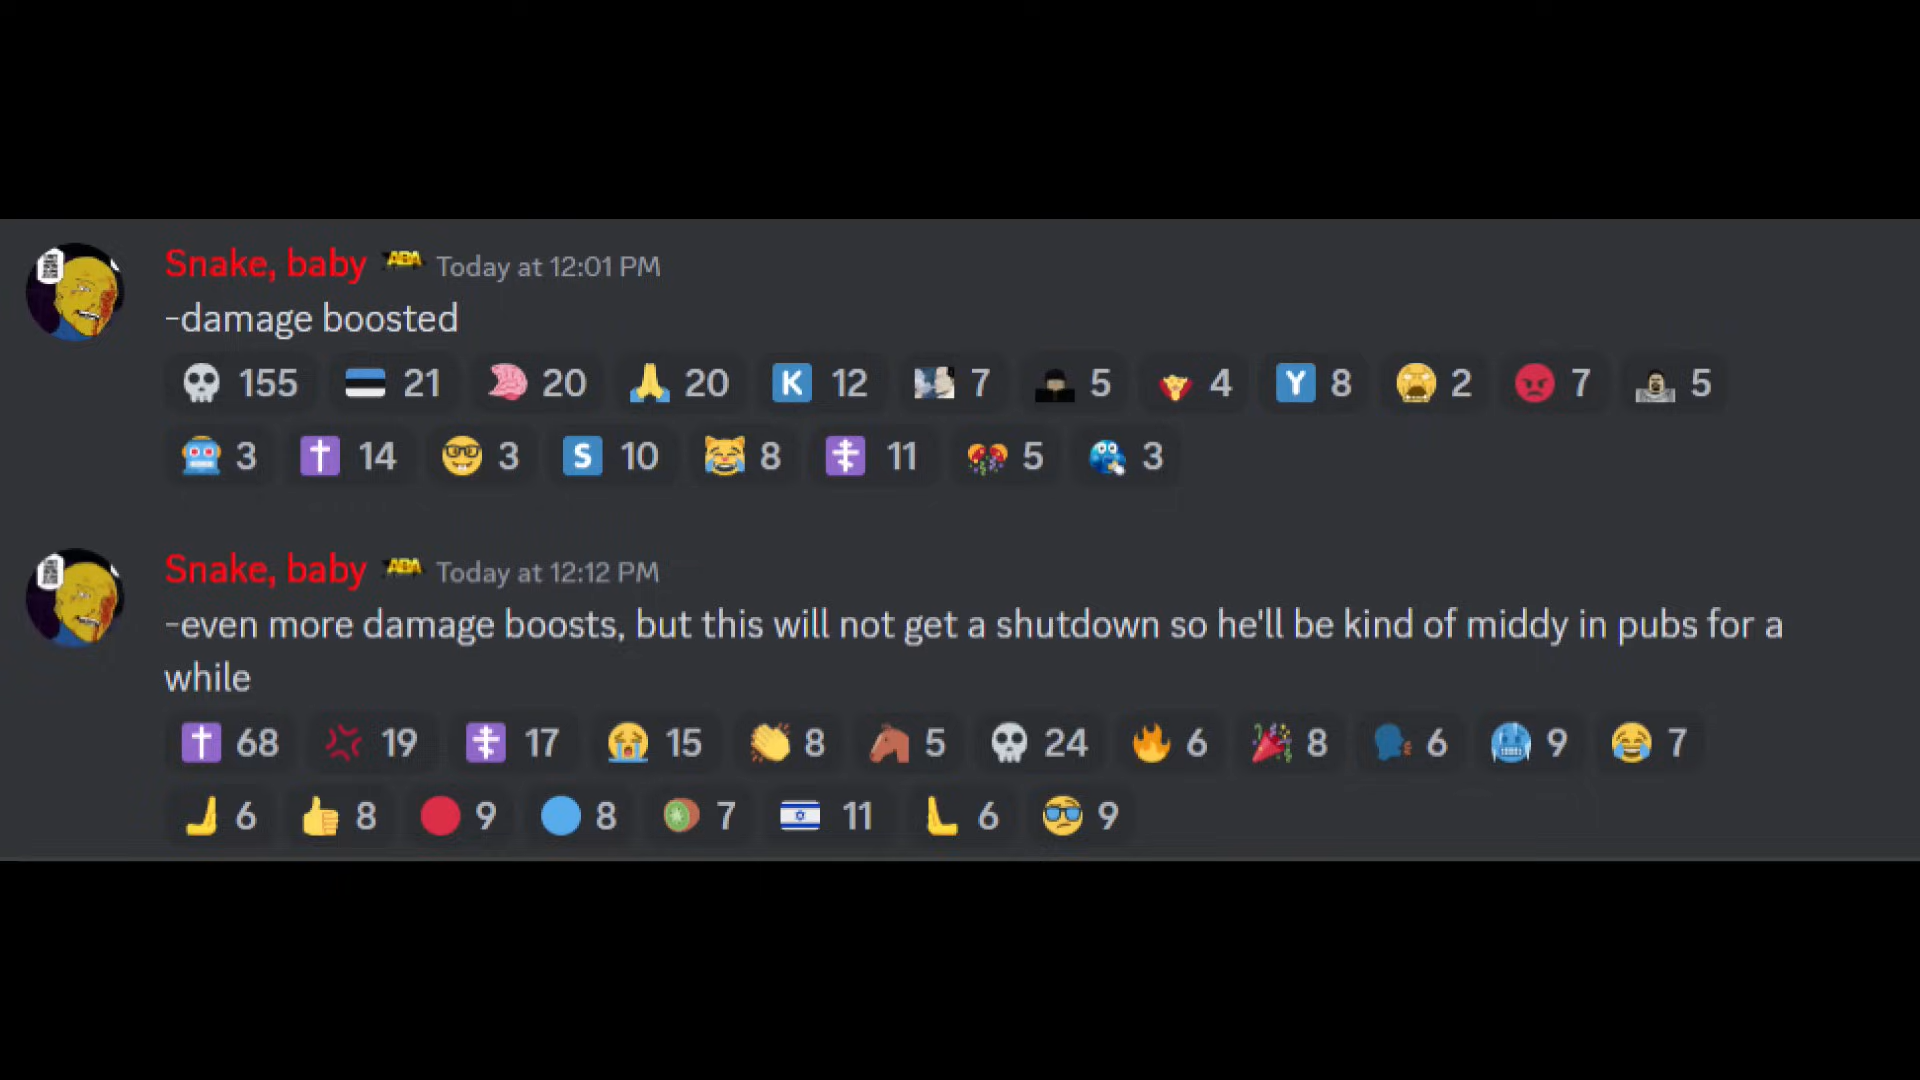 Snake, baby ABA Today at 12:01 PM
-damage boosted
155 21 20 20 K 12 7 5 4 Y 8 2 7 5
3 14 3 S 10 8 11 5 3
Snake, baby ABA Today at 12:12 PM
-even more damage boosts, but this will not get a shutdown so he'll be kind of middy in pubs for a
while
68 19 17 15 8 5 24 6 8 6 9 7
6 8 9 8 7 11 6 9